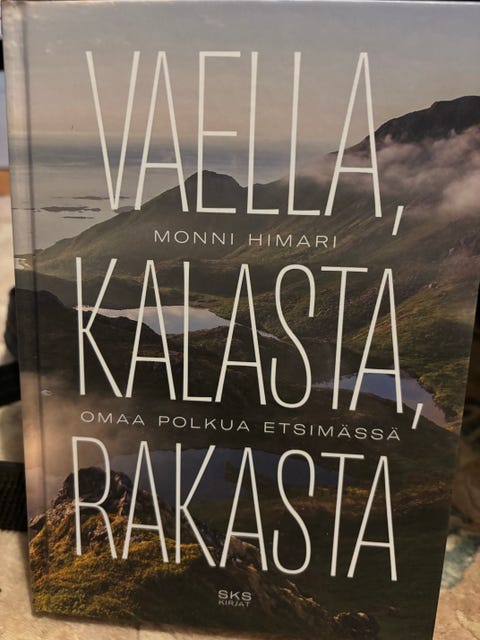 VAELLA,
MONNI HIMARI
KALASTA,
OMAA POLKUA ETSIMÄSSÄ
RAKASTA
SKS
KIRJAT